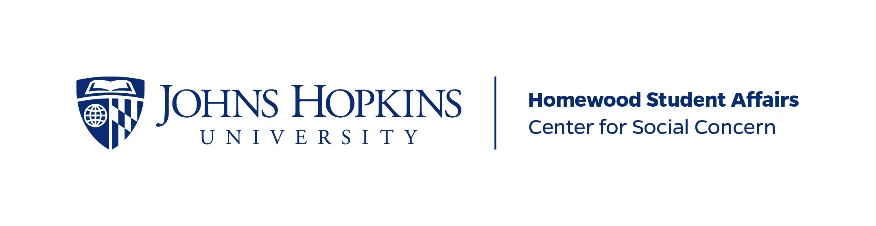 JOHNS HOPKINS
UNIVERSITY
Homewood Student Affairs
Center for Social Concern